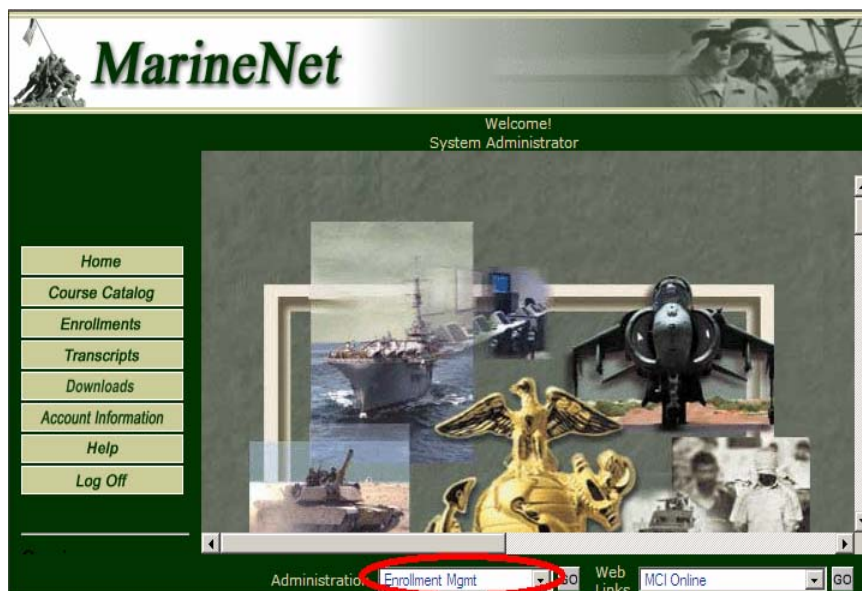 MarineNet
Welcome!
System Administrator
Home
Course Catalog
Enrollments
Transcripts
Downloads
Account Information
Help
Log Off
Administration Enrollment Mgmt GO Web Links MCI Online GO